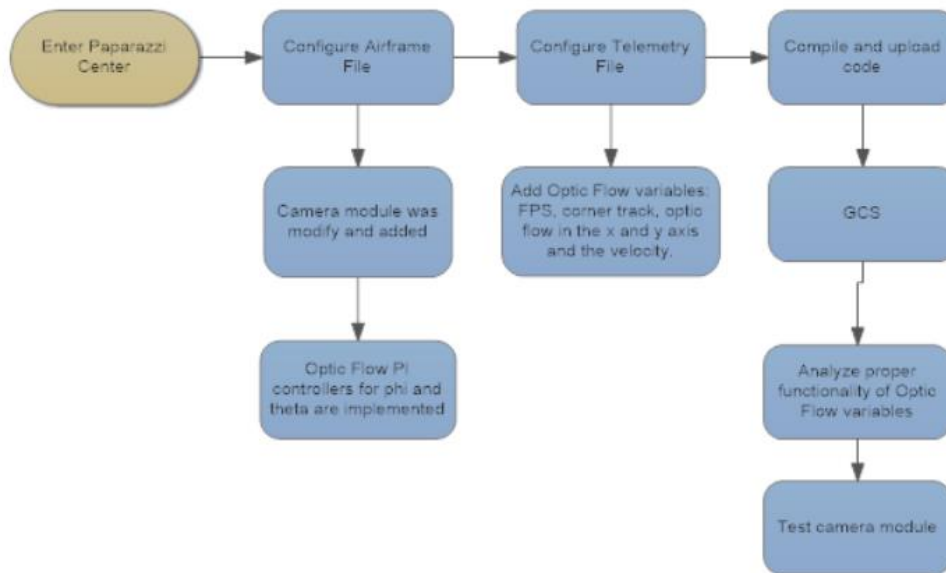 Enter Paparazzi
Center
Configure Airframe
File
Configure Telemetry
File
Compile and upload
code
Camera module was
modify and added
Add Optic Flow variables:
FPS, corner track, optic
flow in the x and y axis
and the velocity.
GCS
Optic Flow PI
controllers for phi and
theta are implemented
Analyze proper
functionality of Optic
Flow variables
Test camera module